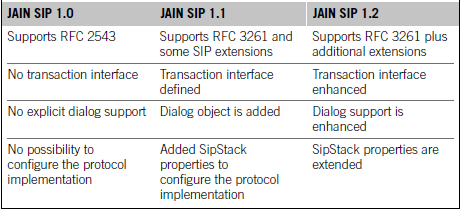 JAIN SIP 1.0 JAIN SIP 1.1 JAIN SIP 1.2
Supports RFC 2543 Supports RFC 3261 and Supports RFC 3261 plus
some SIP extensions additional extensions
No transaction interface Transaction interface Transaction interface
defined enhanced
No explicit dialog support Dialog object is added Dialog support is
enhanced
No possibility to Added SipStack SipStack properties are
configure the protocol properties to extended
implementation configure the protocol
implementation